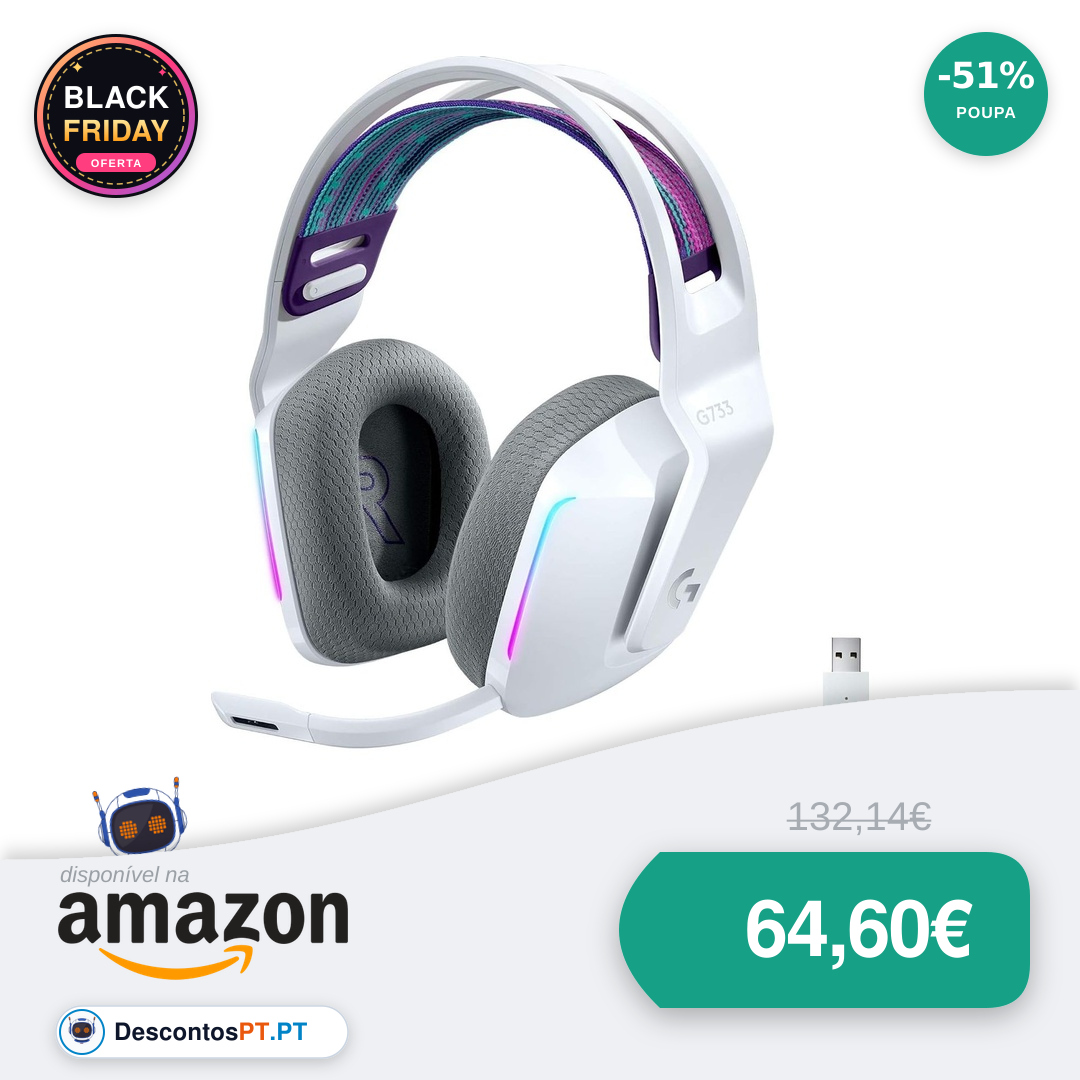 BLACK
FRIDAY
OFERTA
-51%
POUPA
G733
R
132,14€
disponível na
amazon
64,60€
DescontosPT.PT